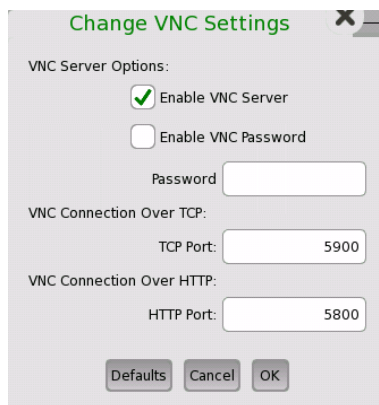 Change VNC Settings
VNC Server Options:
Enable VNC Server
Enable VNC Password
Password
VNC Connection Over TCP:
TCP Port: 5900
VNC Connection Over HTTP:
HTTP Port: 5800
Defaults Cancel OK